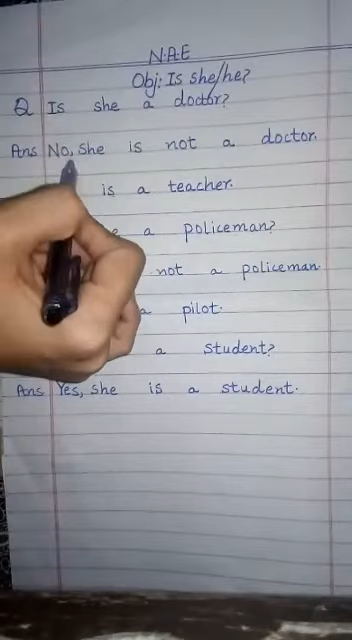 N.A.E
Obj: Is she/he?
Q Is she a doctor?
Ans No, she is not a doctor.
is a teacher.
a policeman?
not a policeman.
a pilot.
a student?
Ans Yes, she is a student.